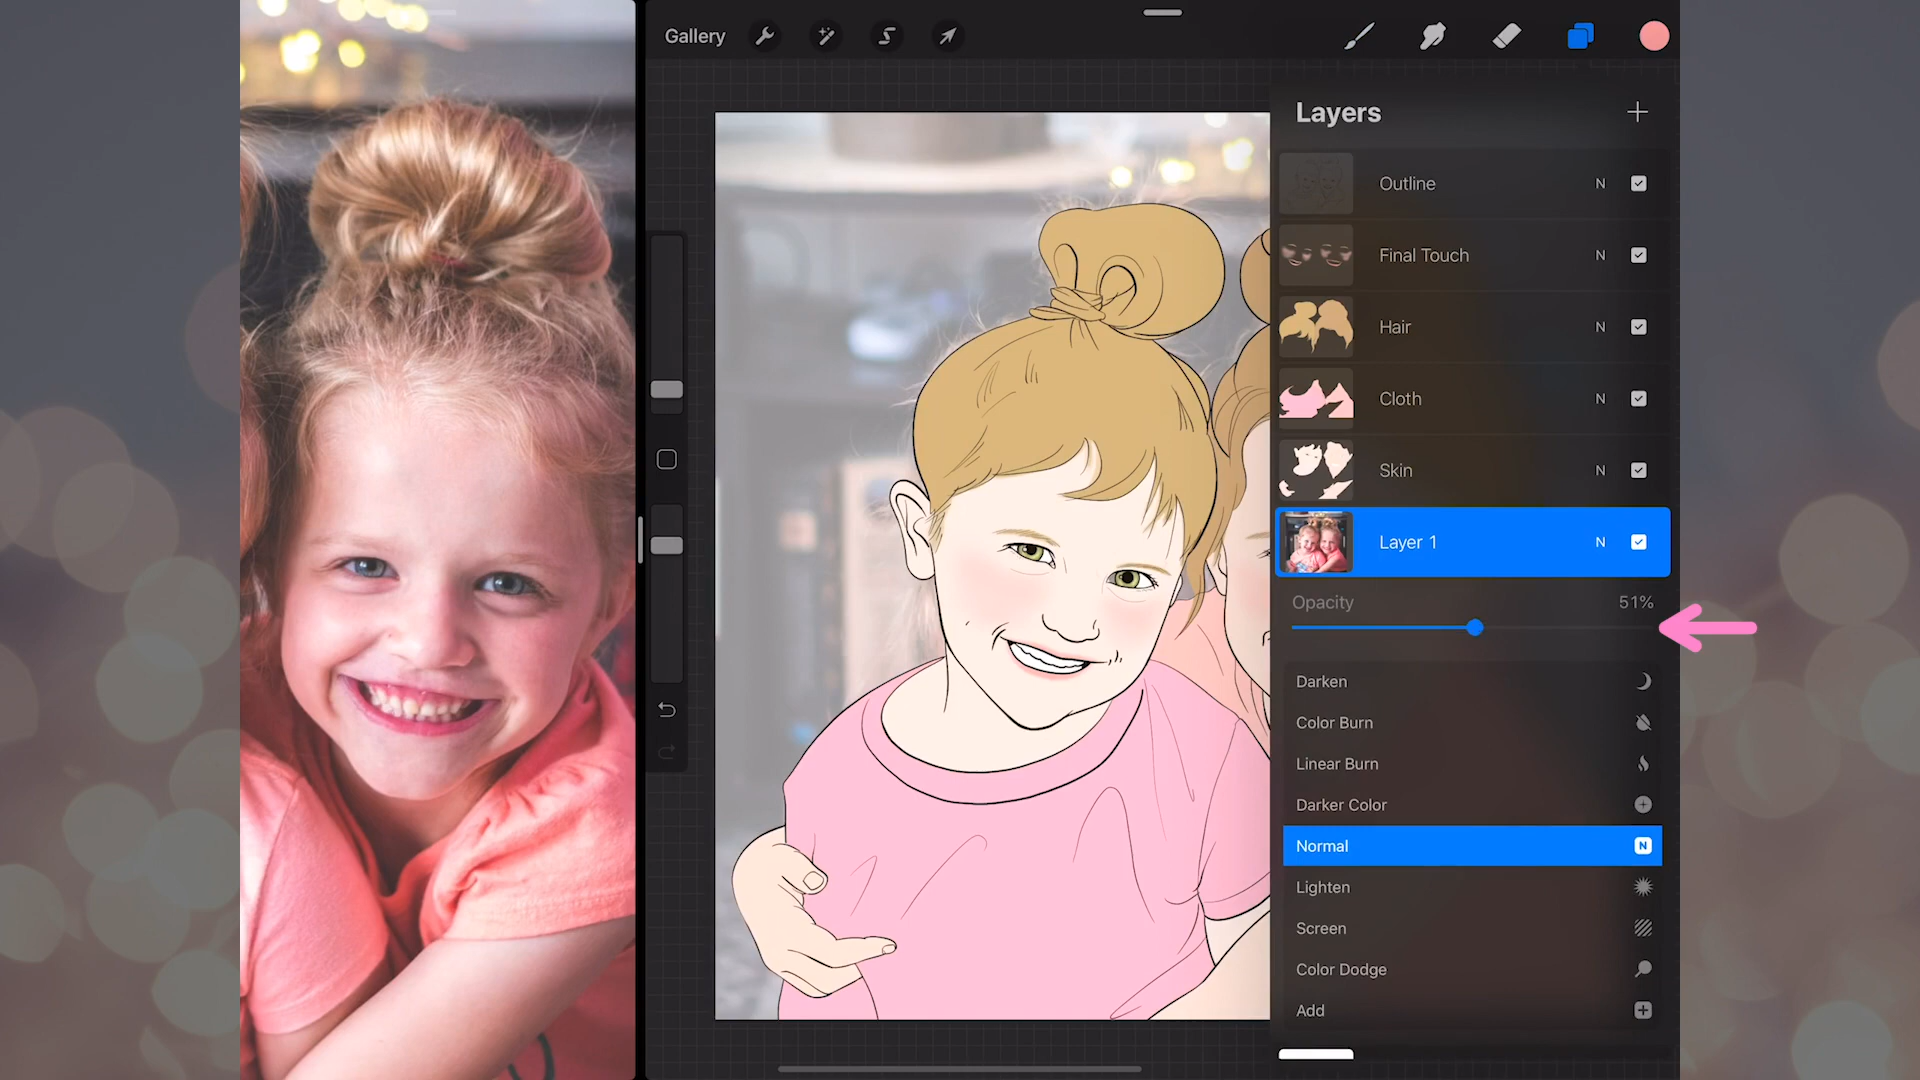 Gallery
Layers
Outline N
Final Touch N
Hair N
Cloth N
Skin N
Layer 1 N
Opacity 51%
Darken
Color Burn
Linear Burn
Darker Color
Normal N
Lighten
Screen
Color Dodge
Add